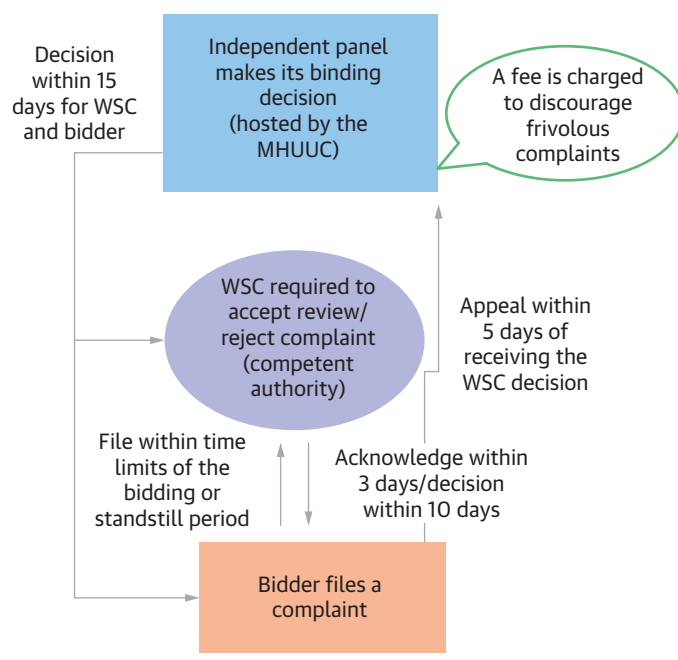 Decision
within 15
days for WSC
and bidder
Independent panel
makes its binding
decision
(hosted by the
MHUUC)
A fee is charged
to discourage
frivolous
complaints
WSC required to
accept review/
reject complaint
(competent
authority)
Appeal within
5 days of
receiving the
WSC decision
File within time
limits of the
bidding or
standstill period
Acknowledge within
3 days/decision
within 10 days
Bidder files a
complaint